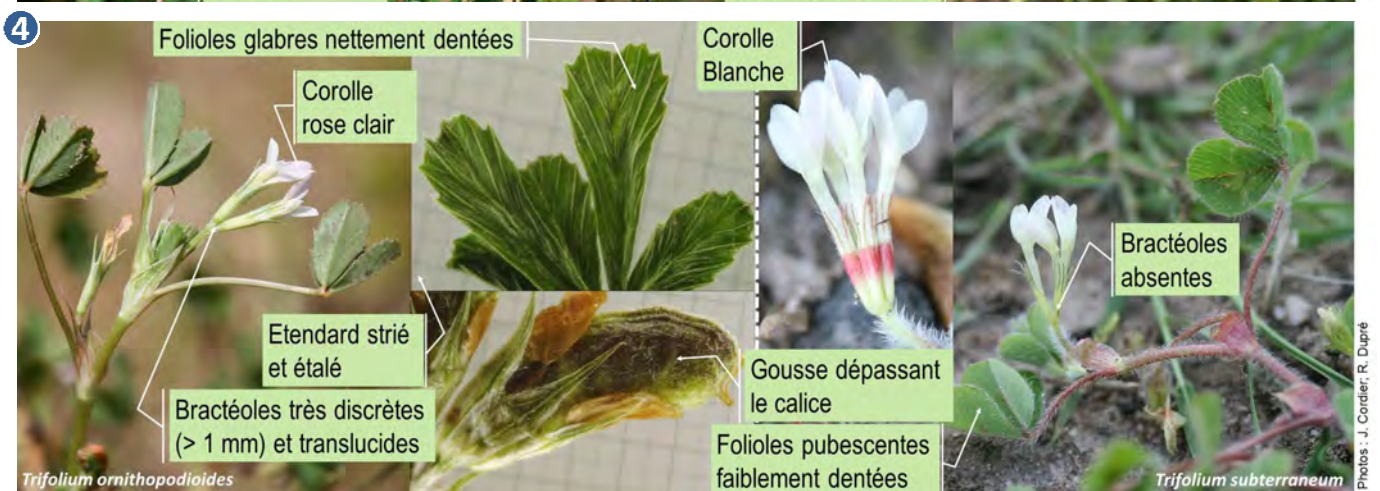 4
Folioles glabres nettement dentées
Corolle
rose clair
Corolle
Blanche
Bractéoles
absentes
Etendard strié
et étalé
Gousse dépassant
le calice
Bractéoles très discrètes
(> 1 mm) et translucides
Folioles pubescentes
faiblement dentées
Trifolium ornithopodioides
Trifolium subterraneum
Photos : J. Cordier; R. Dupré